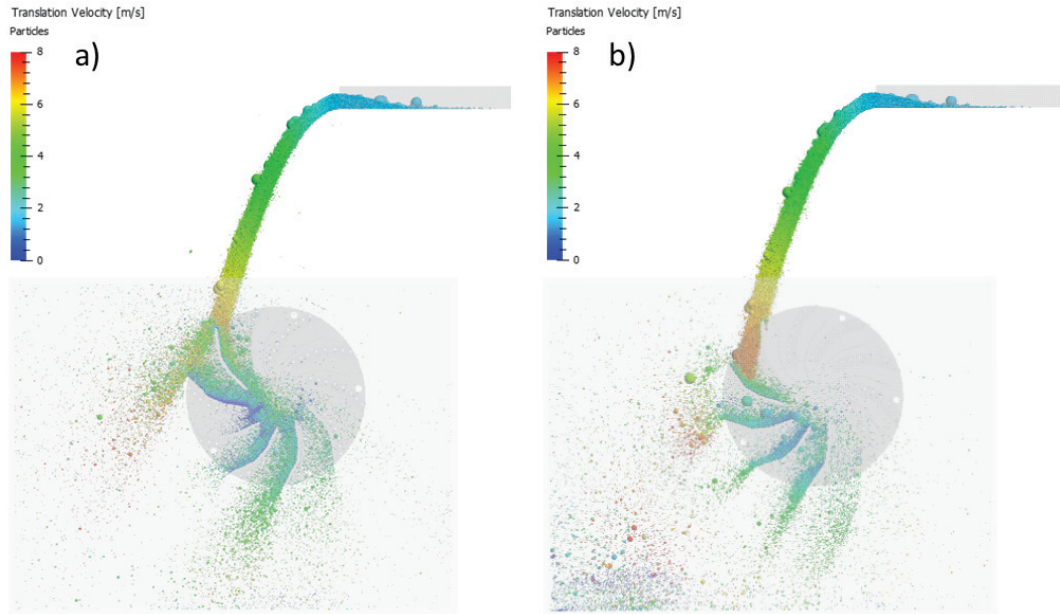 Translation Velocity [m/s]
Particles
8
6
4
2
0
a)
Translation Velocity [m/s]
Particles
8
6
4
2
0
b)